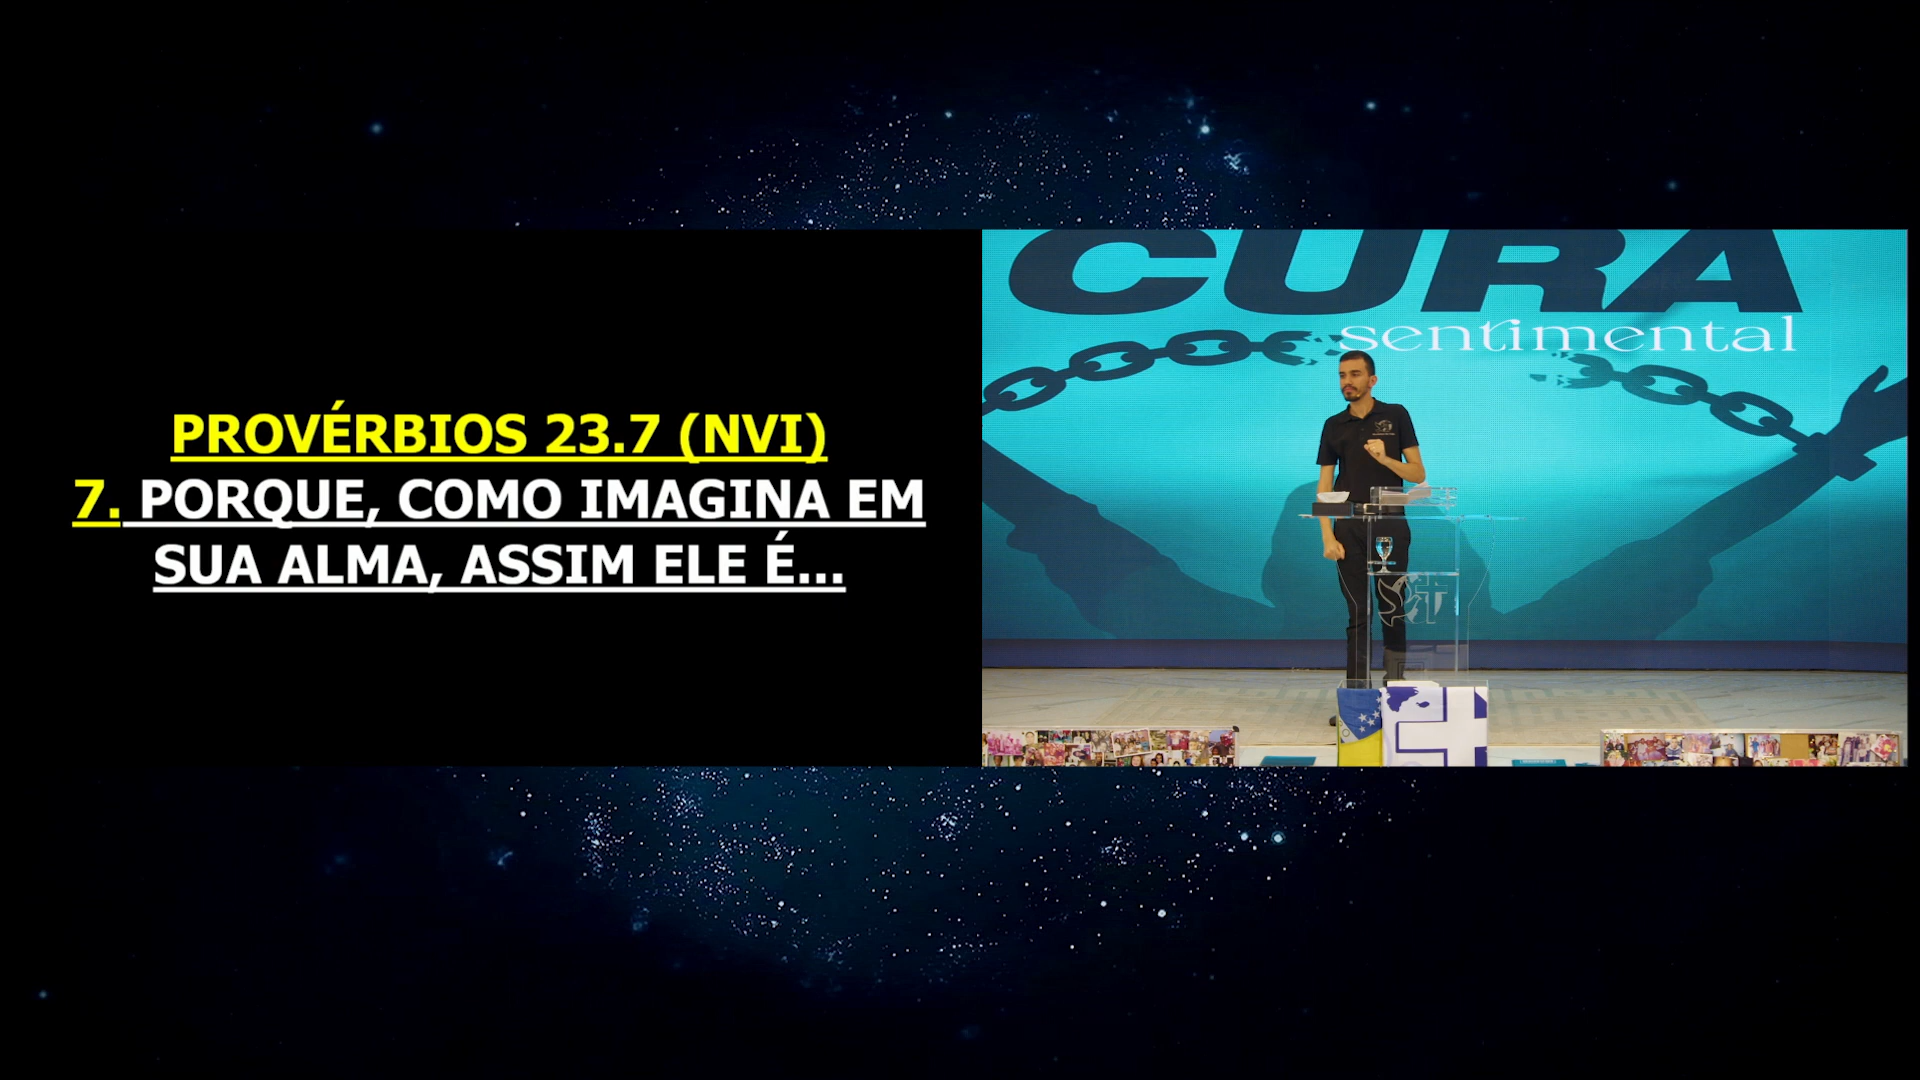 PROVÉRBIOS 23.7 (NVI)
7. PORQUE, COMO IMAGINA EM
SUA ALMA, ASSIM ELE É...
CURA
sentimental